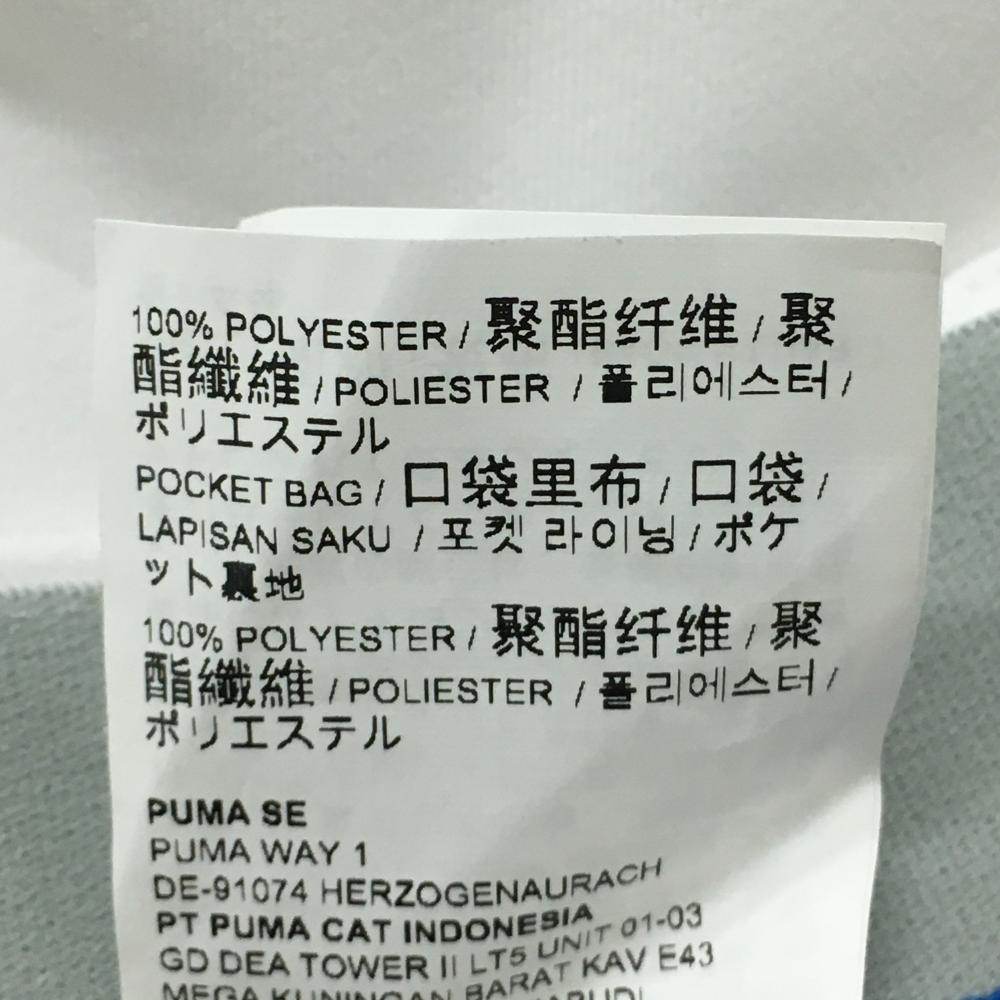 100% POLYESTER / 聚酯纤维 / 聚
酯纖維 / POLIESTER / 폴리에스터 /
ポリエステル
POCKET BAG / 口袋里布 / 口袋 /
LAPISAN SAKU / 포켓 라이닝 / ポケ
ット裏地
100% POLYESTER / 聚酯纤维 / 聚
酯纖維 / POLIESTER / 폴리에스터 /
ポリエステル
PUMA SE
PUMA WAY 1
DE-91074 HERZOGENAURACH
PT PUMA CAT INDONESIA
GD DEA TOWER II LT5 UNIT 01-03
MEGA KUNINGAN BARAT KAV E43